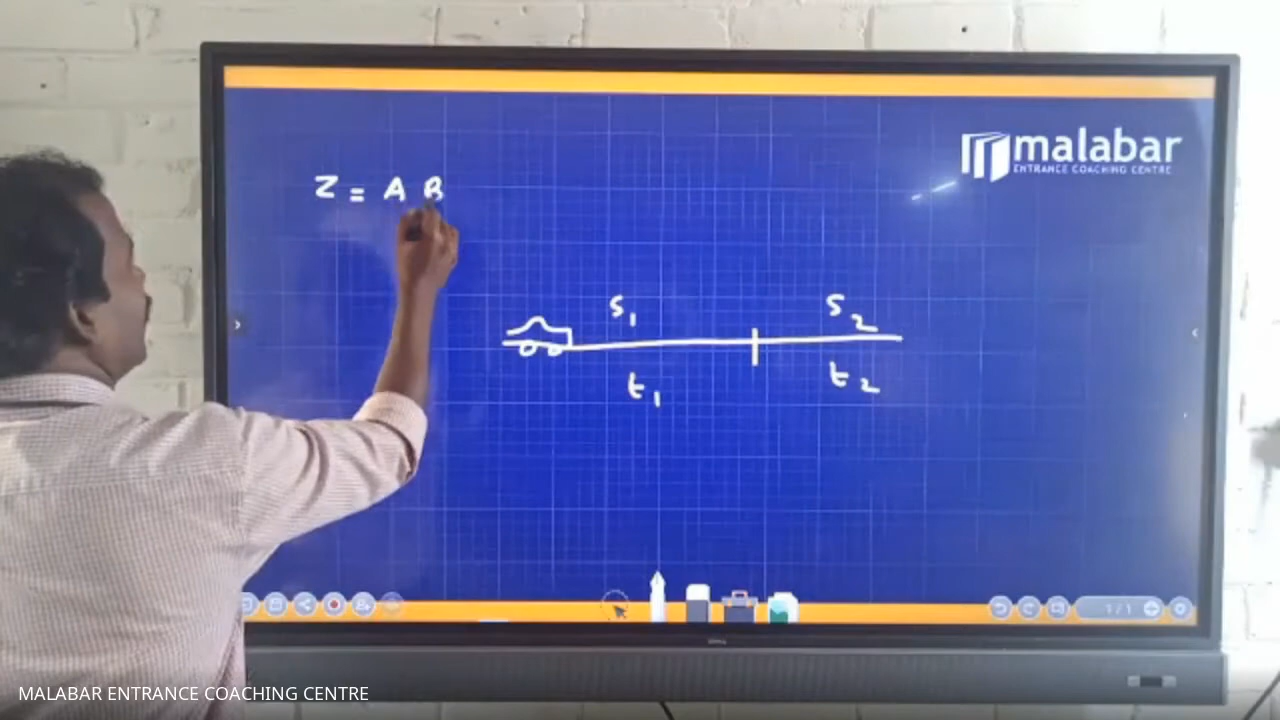 malabar
ENTRANCE COACHING CENTRE
Z = A B
S1 S2
t1 t2
1 / 1
MALABAR ENTRANCE COACHING CENTRE